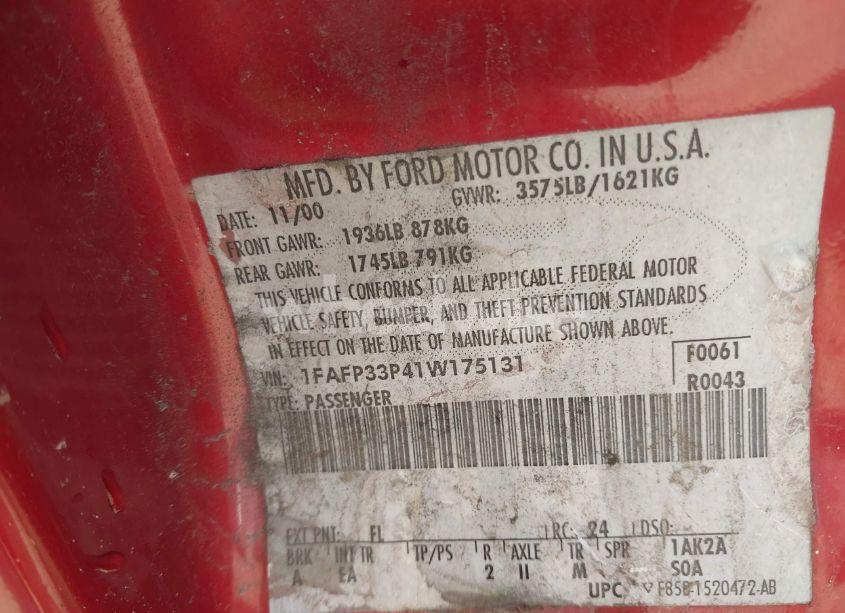 MFD. BY FORD MOTOR CO. IN U.S.A.
DATE: 11/00 GVWR: 3575LB/1621KG
FRONT GAWR: 1936LB 878KG
REAR GAWR: 1745LB 791KG
THIS VEHICLE CONFORMS TO ALL APPLICABLE FEDERAL MOTOR
VEHICLE SAFETY, BUMPER, AND THEFT PREVENTION STANDARDS
IN EFFECT ON THE DATE OF MANUFACTURE SHOWN ABOVE.
VIN: 1FAFP33P41W175131 F0061
TYPE: PASSENGER R0043
EXT PNT: FL RC: 24 DSO:
BRK INT TR TP/PS R AXLE TR SPR 1AK2A
A EA 2 II M SOA
UPC F85B-1520472-AB